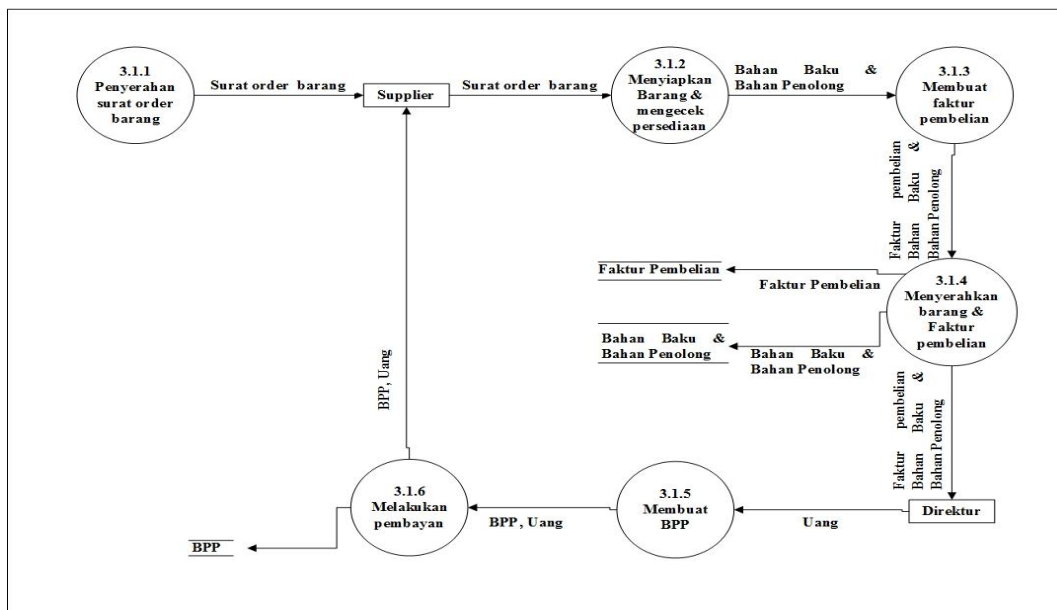 3.1.1
Penyerahan
surat order
barang
Surat order barang
Supplier
Surat order barang
3.1.2
Menyiapkan
Barang &
mengecek
persediaan
Bahan Baku &
Bahan Penolong
3.1.3
Membuat
faktur
pembelian
Faktur pembelian
Bahan Baku &
Bahan Penolong
3.1.4
Menyerahkan
barang &
Faktur
pembelian
Faktur Pembelian
Faktur Pembelian
Bahan Baku &
Bahan Penolong
Bahan Baku &
Bahan Penolong
Faktur pembelian
Bahan Baku &
Bahan Penolong
Direktur
Uang
3.1.5
Membuat
BPP
BPP, Uang
3.1.6
Melakukan
pembayan
BPP, Uang
BPP